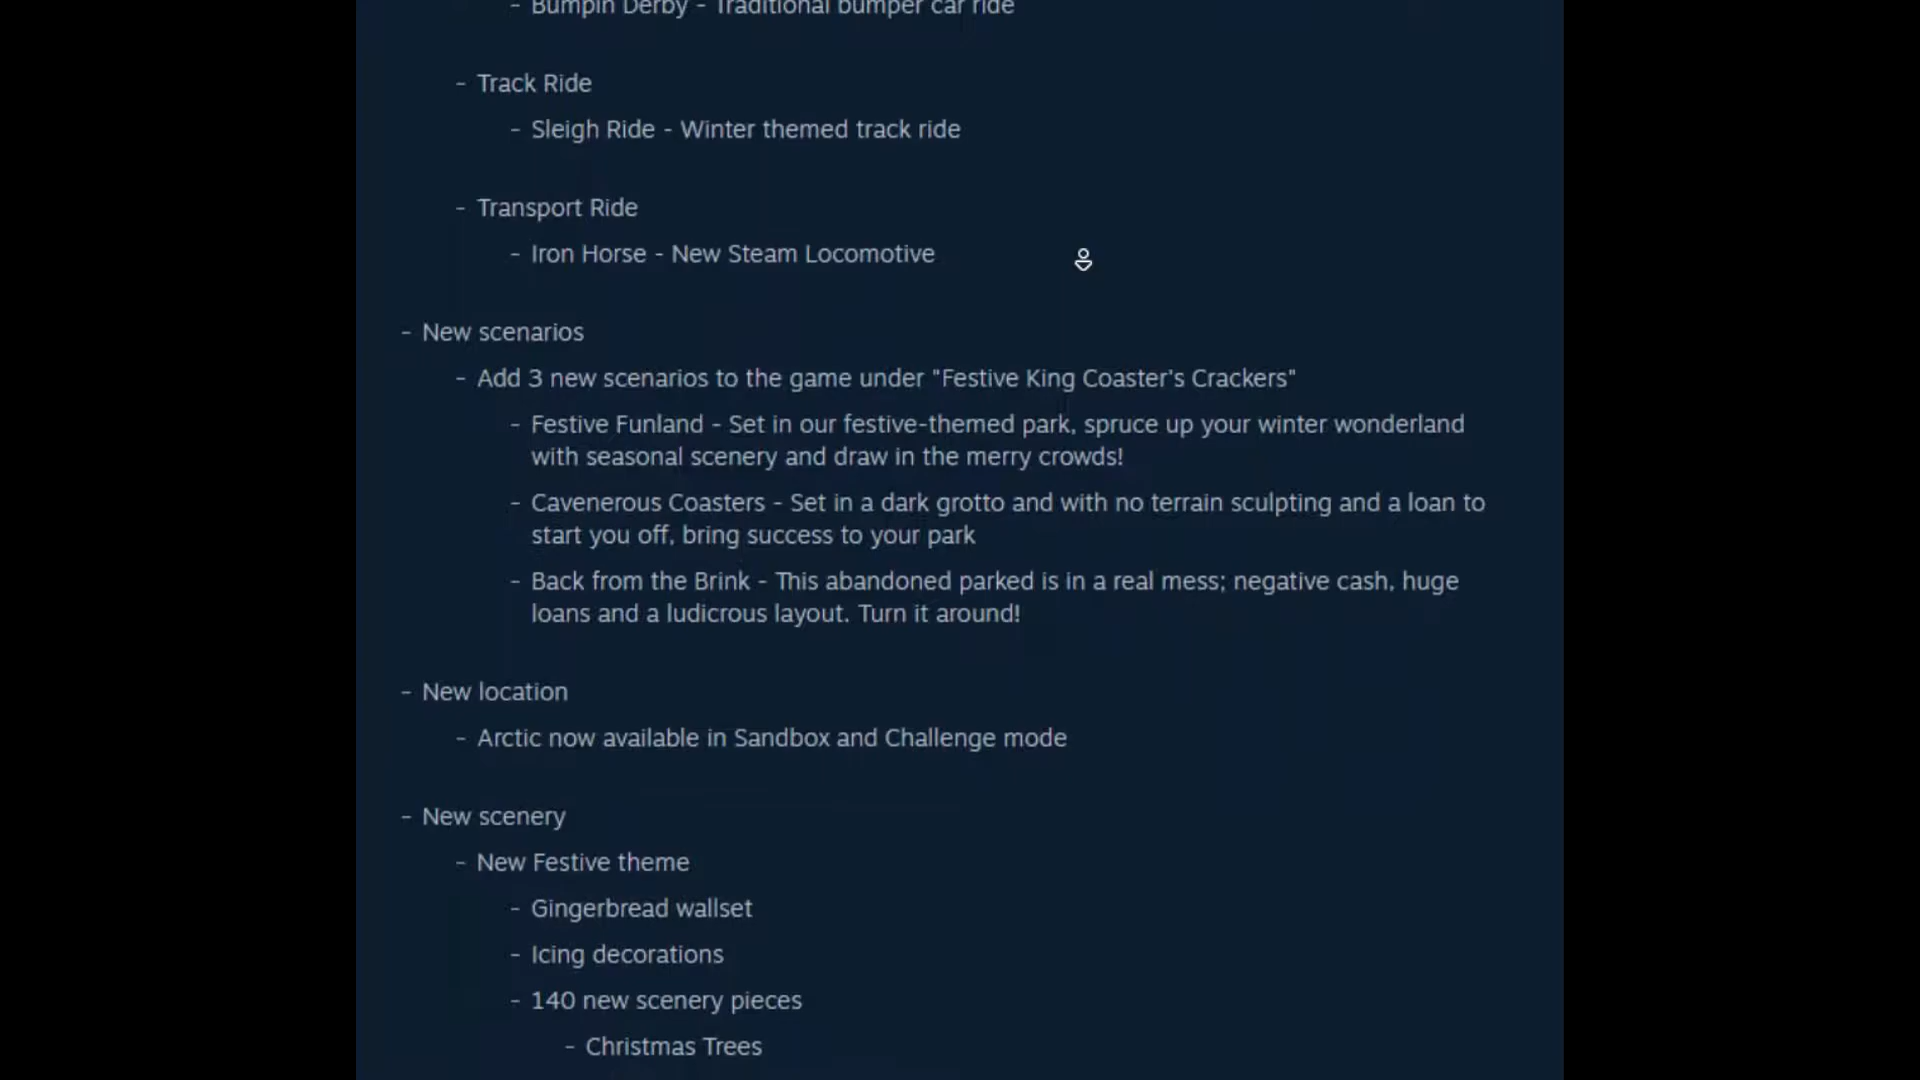 - Bumpin Derby - Traditional bumper car ride
- Track Ride
- Sleigh Ride - Winter themed track ride
- Transport Ride
- Iron Horse - New Steam Locomotive
- New scenarios
- Add 3 new scenarios to the game under "Festive King Coaster's Crackers"
- Festive Funland - Set in our festive-themed park, spruce up your winter wonderland
with seasonal scenery and draw in the merry crowds!
- Cavenerous Coasters - Set in a dark grotto and with no terrain sculpting and a loan to
start you off, bring success to your park
- Back from the Brink - This abandoned parked is in a real mess; negative cash, huge
loans and a ludicrous layout. Turn it around!
- New location
- Arctic now available in Sandbox and Challenge mode
- New scenery
- New Festive theme
- Gingerbread wallset
- Icing decorations
- 140 new scenery pieces
- Christmas Trees